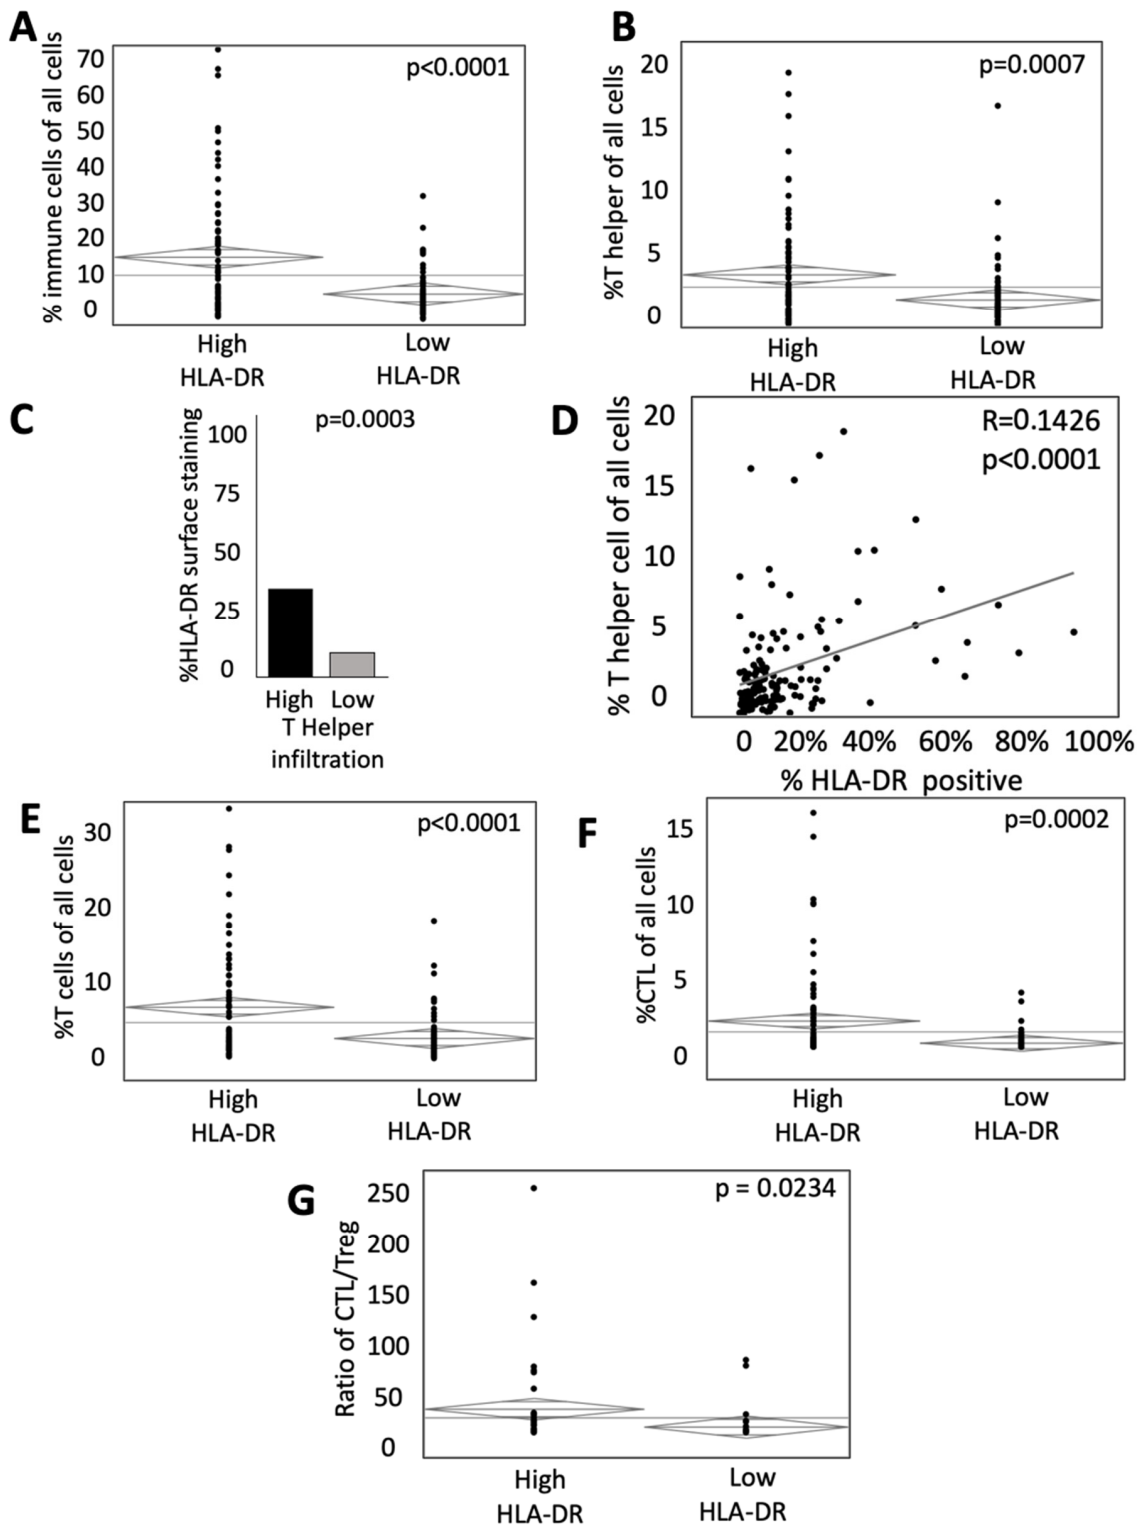 A
% immune cells of all cells
70
60
50
40
30
20
10
0
p<0.0001
High
HLA-DR
Low
HLA-DR
B
%T helper of all cells
20
15
10
5
0
p=0.0007
High
HLA-DR
Low
HLA-DR
C
%HLA-DR surface staining
100
75
50
25
0
p=0.0003
High Low
T Helper
infiltration
D
% T helper cell of all cells
20
15
10
5
0
R=0.1426
p<0.0001
0 20% 40% 60% 80% 100%
% HLA-DR positive
E
%T cells of all cells
30
20
10
0
p<0.0001
High
HLA-DR
Low
HLA-DR
F
%CTL of all cells
15
10
5
0
p=0.0002
High
HLA-DR
Low
HLA-DR
G
Ratio of CTL/Treg
250
200
150
100
50
0
p = 0.0234
High
HLA-DR
Low
HLA-DR